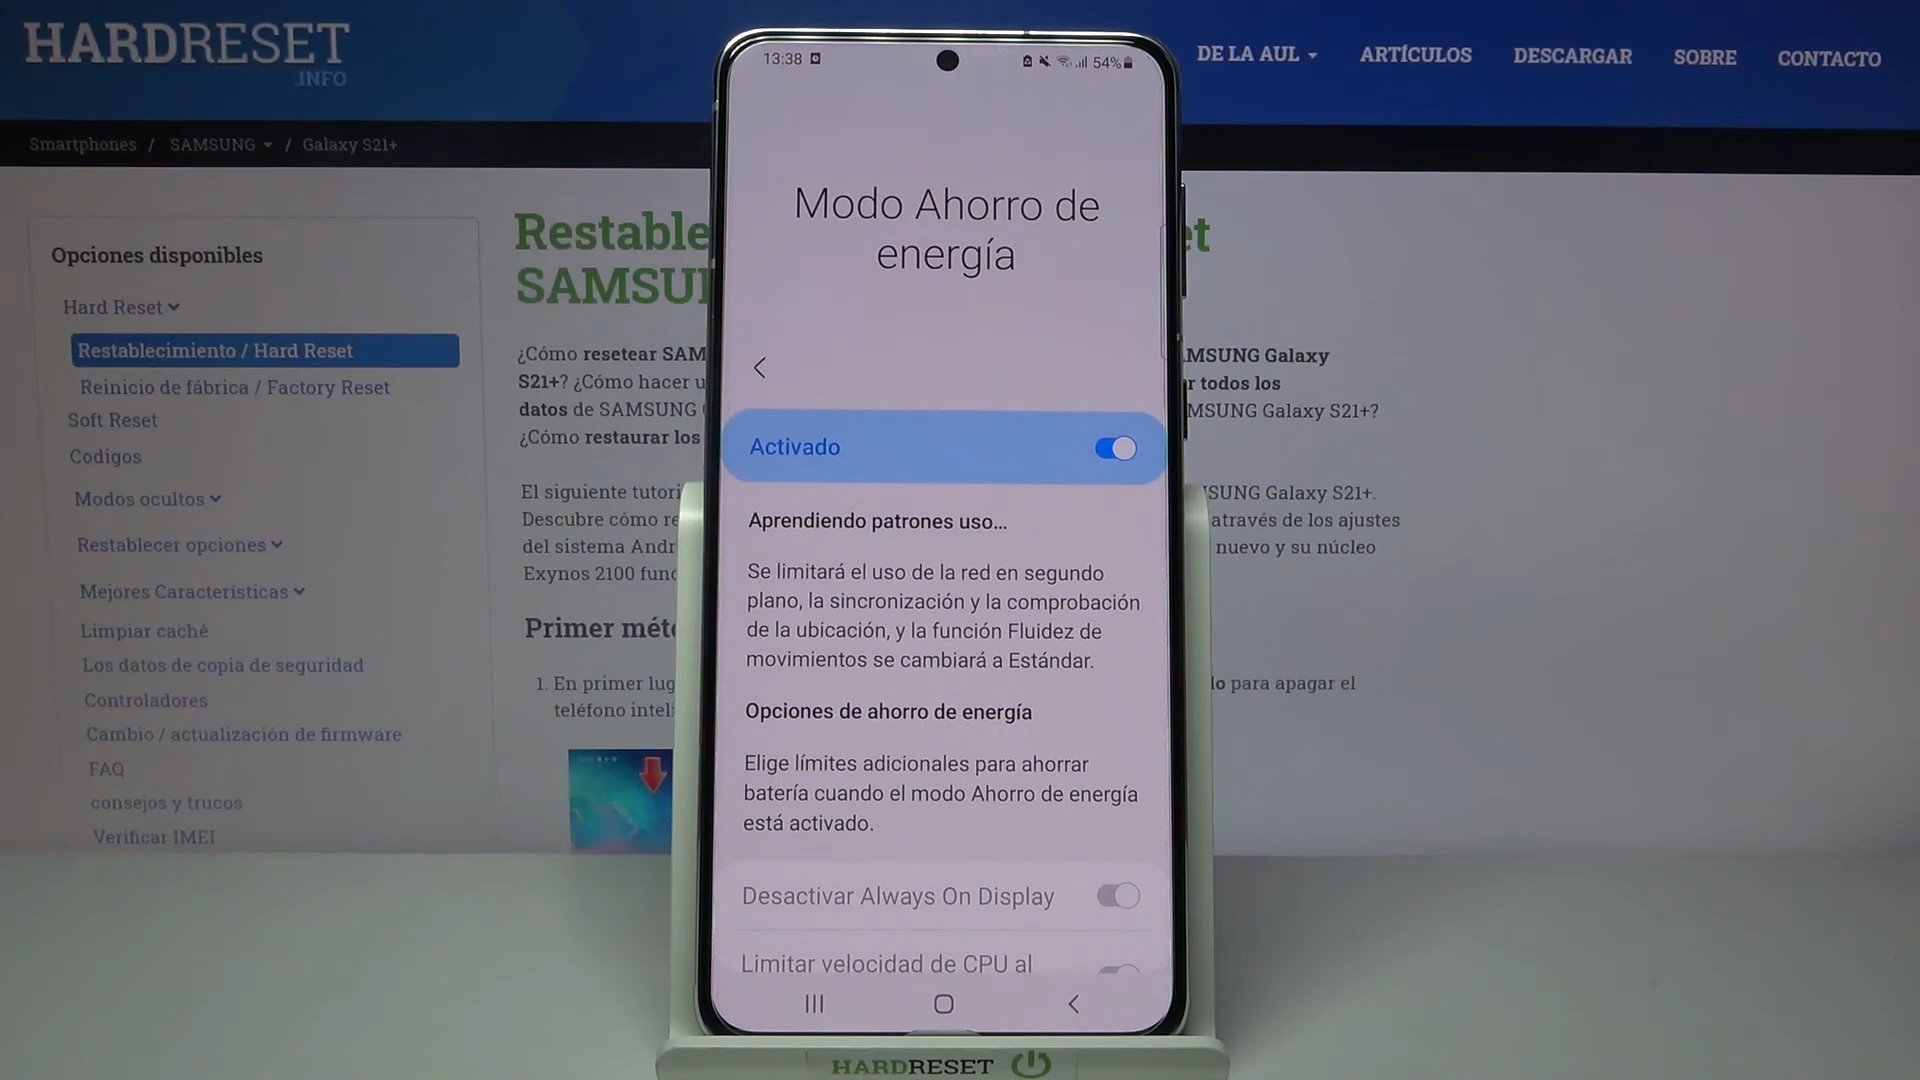 HARDRESET
.INFO
DE LA AUL
ARTÍCULOS
DESCARGAR
SOBRE
CONTACTO
Smartphones / SAMSUNG / Galaxy S21+
Opciones disponibles
Hard Reset
Restablecimiento / Hard Reset
Reinicio de fábrica / Factory Reset
Soft Reset
Codigos
Modos ocultos
Restablecer opciones
Mejores Características
Limpiar caché
Los datos de copia de seguridad
Controladores
Cambio / actualización de firmware
FAQ
consejos y trucos
Verificar IMEI
Restable
et
SAMSU
¿Cómo resetear SAM
MSUNG Galaxy
S21+? ¿Cómo hacer u
r todos los
datos de SAMSUNG
MSUNG Galaxy S21+?
¿Cómo restaurar los
El siguiente tutori
SUNG Galaxy S21+.
Descubre cómo re
através de los ajustes
del sistema Andr
nuevo y su núcleo
Exynos 2100 func
Primer méto
1. En primer lug
lo para apagar el
teléfono inteli
13:38
54%
Modo Ahorro de
energía
Activado
Aprendiendo patrones uso...
Se limitará el uso de la red en segundo
plano, la sincronización y la comprobación
de la ubicación, y la función Fluidez de
movimientos se cambiará a Estándar.
Opciones de ahorro de energía
Elige límites adicionales para ahorrar
batería cuando el modo Ahorro de energía
está activado.
Desactivar Always On Display
Limitar velocidad de CPU al
HARDRESET